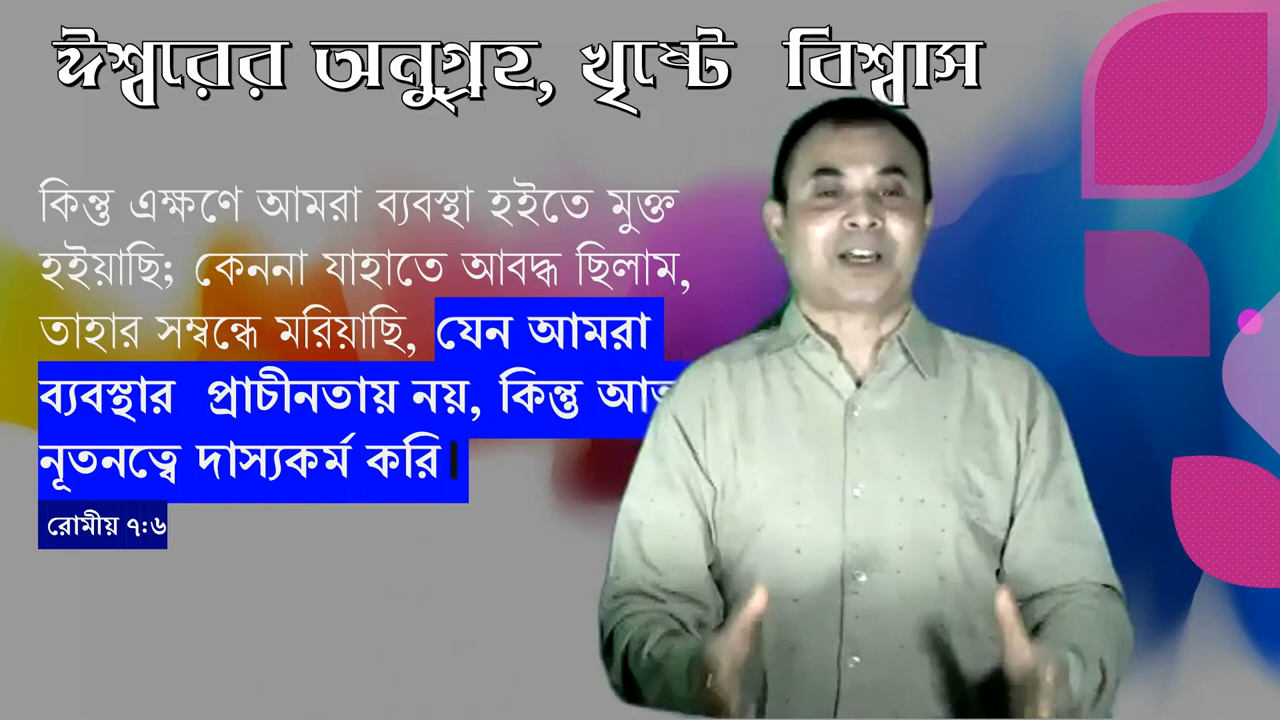 ঈশ্বরের অনুগ্রহ, খৃষ্টে বিশ্বাস
কিন্তু এক্ষণে আমরা ব্যবস্থা হইতে মুক্ত
হইয়াছি; কেননা যাহাতে আবদ্ধ ছিলাম,
তাহার সম্বন্ধে মরিয়াছি, যেন আমরা
ব্যবস্থার প্রাচীনতায় নয়, কিন্তু
নূতনত্বে দাস্যকর্ম করি।
রোমীয় ৭:৬